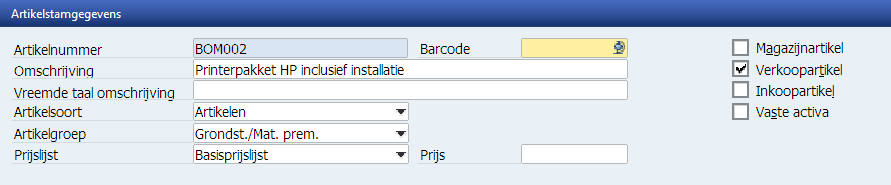 Artikelstamgegevens
Artikelnummer BOM002 Barcode Magazijnartikel
Omschrijving Printerpakket HP inclusief installatie Verkoopartikel
Vreemde taal omschrijving Inkoopartikel
Artikelsoort Artikelen Vaste activa
Artikelgroep Grondst./Mat. prem.
Prijslijst Basisprijslijst Prijs